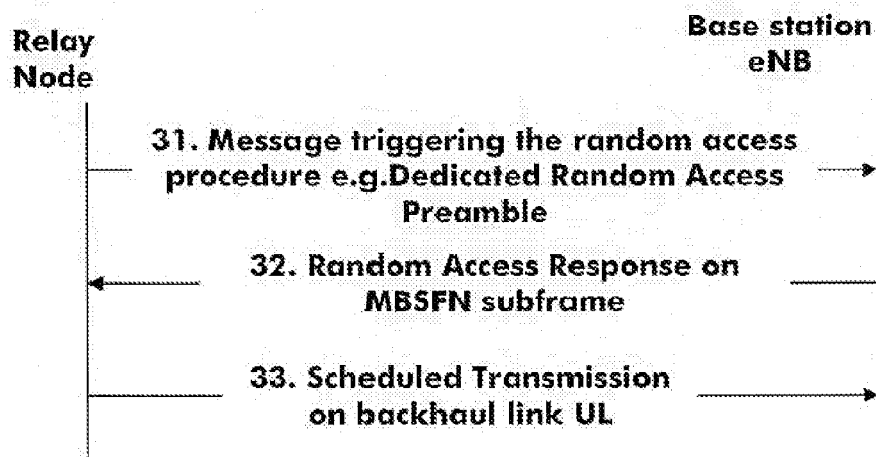 Relay
Node
Base station
eNB
31. Message triggering the random access
procedure e.g.Dedicated Random Access
Preamble
32. Random Access Response on
MBSFN subframe
33. Scheduled Transmission
on backhaul link UL